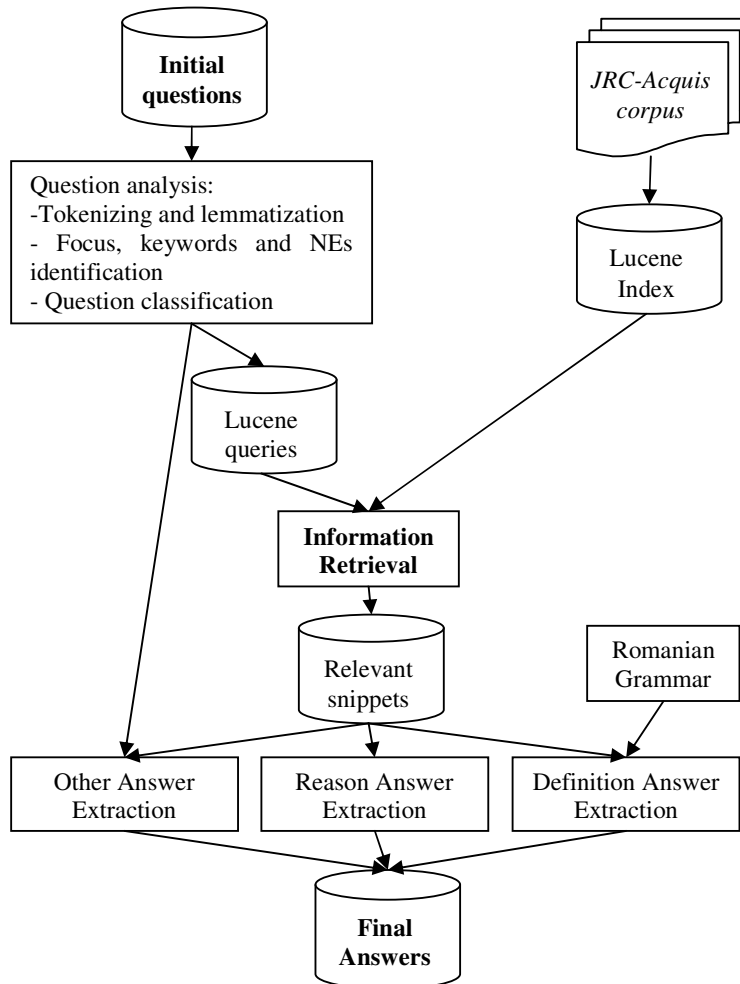 Initial
questions
JRC-Acquis
corpus
Question analysis:
-Tokenizing and lemmatization
- Focus, keywords and NEs
identification
- Question classification
Lucene
Index
Lucene
queries
Information
Retrieval
Relevant
snippets
Romanian
Grammar
Other Answer
Extraction
Reason Answer
Extraction
Definition Answer
Extraction
Final
Answers